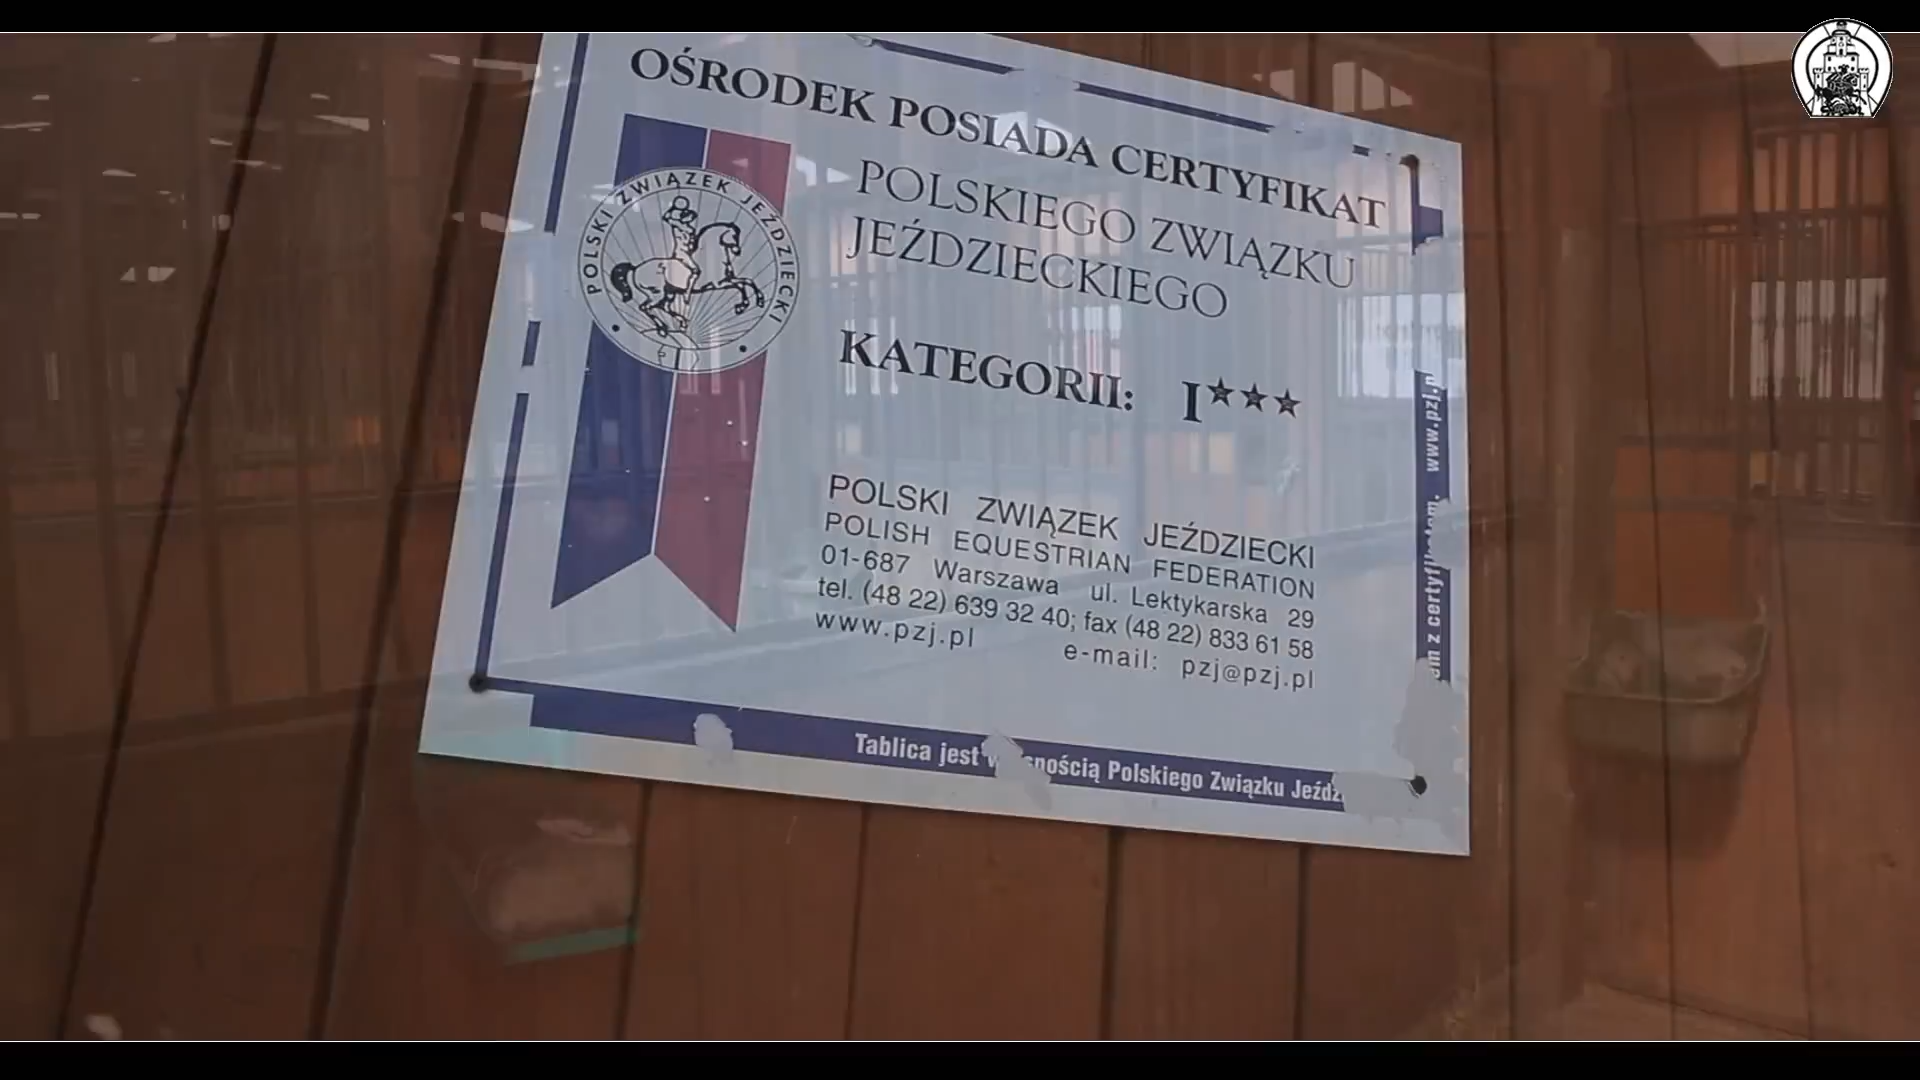 OŚRODEK POSIADA CERTYFIKAT
POLSKIEGO ZWIĄZKU
JEŹDZIECKIEGO
KATEGORII: I***
POLSKI ZWIĄZEK JEŹDZIECKI
POLSKI ZWIĄZEK JEŹDZIECKI
POLISH EQUESTRIAN FEDERATION
01-687 Warszawa ul. Lektykarska 29
tel. (48 22) 639 32 40; fax (48 22) 833 61 58
www.pzj.pl e-mail: pzj@pzj.pl
Tablica jest Polskiego Związku
z www.pzj.p